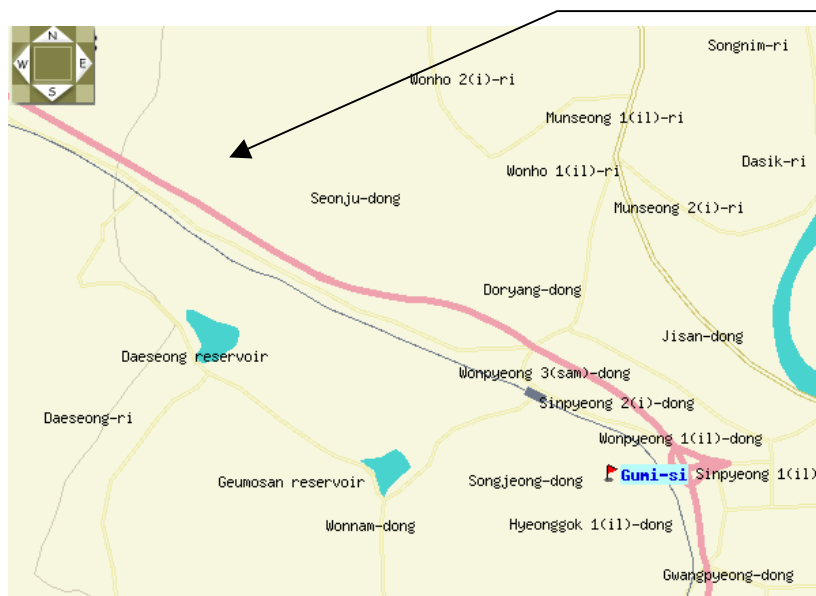 N
W E
S
Songnim-ri
Wonho 2(i)-ri
Munseong 1(il)-ri
Dasik-ri
Wonho 1(il)-ri
Seonju-dong
Munseong 2(i)-ri
Doryang-dong
Jisan-dong
Daeseong reservoir
Wonpyeong 3(sam)-dong
Sinpyeong 2(i)-dong
Daeseong-ri
Wonpyeong 1(il)-dong
Geumosan reservoir
Songjeong-dong
Gumi-si
Sinpyeong 1(il)
Wonnam-dong
Hyeonggok 1(il)-dong
Gwangpyeong-dong